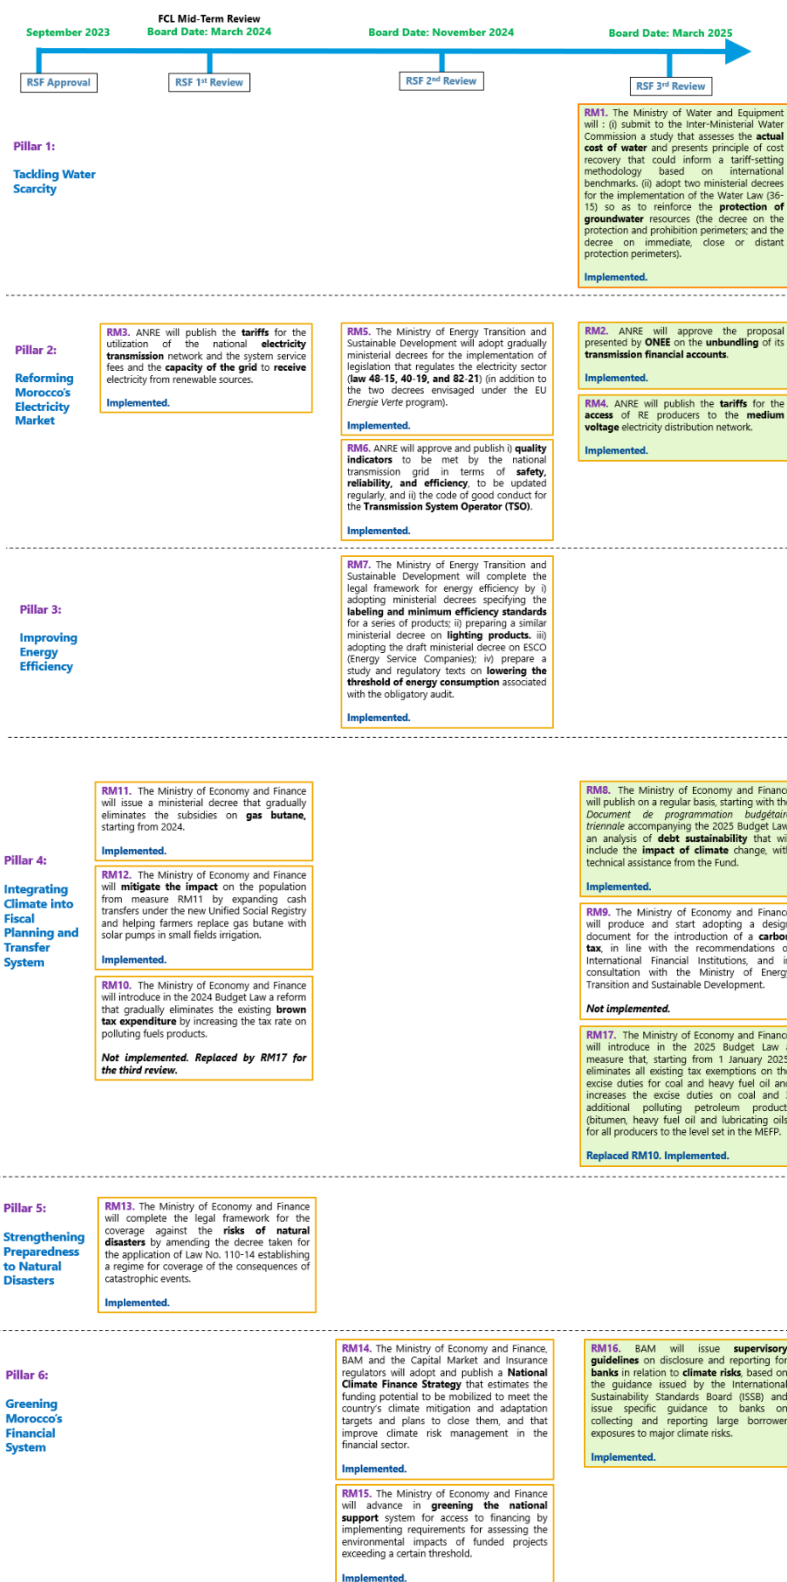 FCL Mid-Term Review
September 2023
Board Date: March 2024
Board Date: November 2024
Board Date: March 2025
RSF Approval
RSF 1st Review
RSF 2nd Review
RSF 3rd Review
Pillar 1:
Tackling Water
Scarcity
RM1. The Ministry of Water and Equipment
will : (i) submit to the Inter-Ministerial Water
Commission a study that assesses the actual
cost of water and presents principle of cost
recovery that could inform a tariff-setting
methodology based on international
benchmarks. (ii) adopt two ministerial decrees
for the implementation of the Water Law (36-
15) so as to reinforce the protection of
groundwater resources (the decree on the
protection and prohibition perimeters; and the
decree on immediate, close or distant
protection perimeters).
Implemented.
Pillar 2:
Reforming
Morocco's
Electricity
Market
RM3. ANRE will publish the tariffs for the
utilization of the national electricity
transmission network and the system service
fees and the capacity of the grid to receive
electricity from renewable sources.
Implemented.
RM5. The Ministry of Energy Transition and
Sustainable Development will adopt gradually
ministerial decrees for the implementation of
legislation that regulates the electricity sector
(law 48-15, 40-19, and 82-21) (in addition to
the two decrees envisaged under the EU
Energie Verte program).
Implemented.
RM6. ANRE will approve and publish i) quality
indicators to be met by the national
transmission grid in terms of safety,
reliability, and efficiency, to be updated
regularly, and ii) the code of good conduct for
the Transmission System Operator (TSO).
Implemented.
RM2. ANRE will approve the proposal
presented by ONEE on the unbundling of its
transmission financial accounts.
Implemented.
RM4. ANRE will publish the tariffs for the
access of RE producers to the medium
voltage electricity distribution network.
Implemented.
Pillar 3:
Improving
Energy
Efficiency
RM7. The Ministry of Energy Transition and
Sustainable Development will complete the
legal framework for energy efficiency by i)
adopting ministerial decrees specifying the
labeling and minimum efficiency standards
for a series of products; ii) preparing a similar
ministerial decree on lighting products. iii)
adopting the draft ministerial decree on ESCO
(Energy Service Companies); iv) prepare a
study and regulatory texts on lowering the
threshold of energy consumption associated
with the obligatory audit.
Implemented.
Pillar 4:
Integrating
Climate into
Fiscal
Planning and
Transfer
System
RM11. The Ministry of Economy and Finance
will issue a ministerial decree that gradually
eliminates the subsidies on gas butane,
starting from 2024.
Implemented.
RM12. The Ministry of Economy and Finance
will mitigate the impact on the population
from measure RM11 by expanding cash
transfers under the new Unified Social Registry
and helping farmers replace gas butane with
solar pumps in small fields irrigation.
Implemented.
RM10. The Ministry of Economy and Finance
will introduce in the 2024 Budget Law a reform
that gradually eliminates the existing brown
tax expenditure by increasing the tax rate on
polluting fuels products.
Not implemented. Replaced by RM17 for
the third review.
RM8. The Ministry of Economy and Finance
will publish on a regular basis, starting with the
Document de programmation budgétaire
triennale accompanying the 2025 Budget Law
an analysis of debt sustainability that will
include the impact of climate change, with
technical assistance from the Fund.
Implemented.
RM9. The Ministry of Economy and Finance
will produce and start adopting a design
document for the introduction of a carbon
tax, in line with the recommendations of
International Financial Institutions, and in
consultation with the Ministry of Energy
Transition and Sustainable Development.
Not implemented.
RM17. The Ministry of Economy and Finance
will introduce in the 2025 Budget Law a
measure that, starting from 1 January 2025
eliminates all existing tax exemptions on the
excise duties for coal and heavy fuel oil and
increases the excise duties on coal and
additional polluting petroleum product
(bitumen, heavy fuel oil and lubricating oils)
for all producers to the level set in the MEFP.
Replaced RM10. Implemented.
Pillar 5:
Strengthening
Preparedness
to Natural
Disasters
RM13. The Ministry of Economy and Finance
will complete the legal framework for the
coverage against the risks of natural
disasters by amending the decree taken for
the application of Law No. 110-14 establishing
a regime for coverage of the consequences of
catastrophic events.
Implemented.
Pillar 6:
Greening
Morocco's
Financial
System
RM14. The Ministry of Economy and Finance,
BAM and the Capital Market and Insurance
regulators will adopt and publish a National
Climate Finance Strategy that estimates the
funding potential to be mobilized to meet the
country's climate mitigation and adaptation
targets and plans to close them, and that
improve climate risk management in the
financial sector.
Implemented.
RM15. The Ministry of Economy and Finance
will advance in greening the national
support system for access to financing by
implementing requirements for assessing the
environmental impacts of funded projects
exceeding a certain threshold.
Implemented.
RM16. BAM will issue supervisory
guidelines on disclosure and reporting for
banks in relation to climate risks, based on
the guidance issued by the International
Sustainability Standards Board (ISSB) and
issue specific guidance to banks on
collecting and reporting large borrower
exposures to major climate risks.
Implemented.